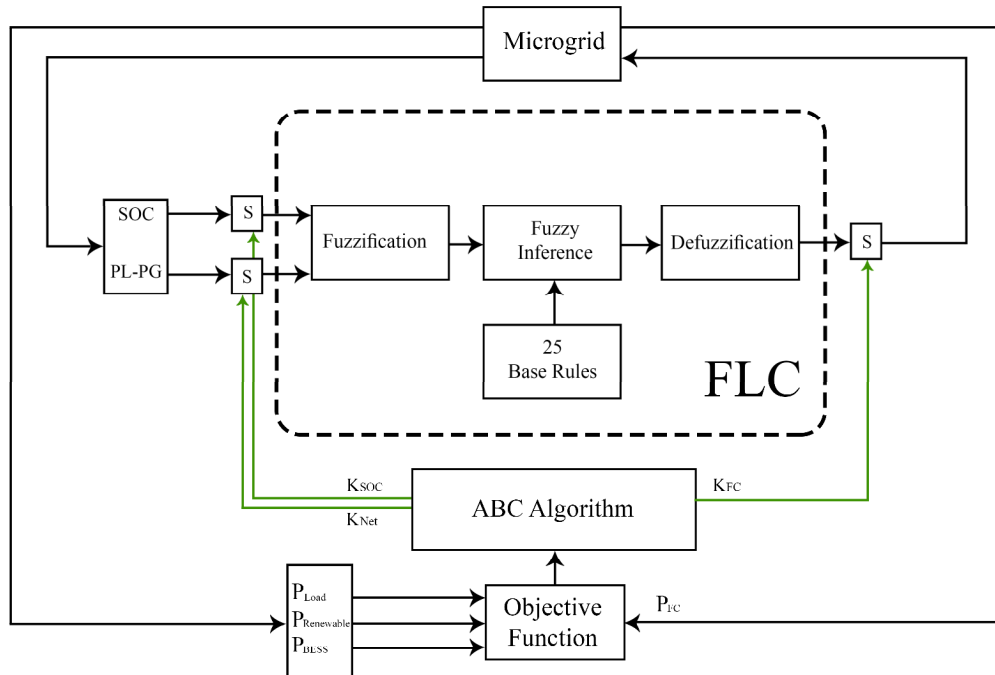 Microgrid
SOC
PL-PG
S
S
Fuzzification
Fuzzy
Inference
Defuzzification
S
25
Base Rules
FLC
KSOC
KNet
ABC Algorithm
KFC
PLoad
PRenewable
PBESS
Objective
Function
PFC